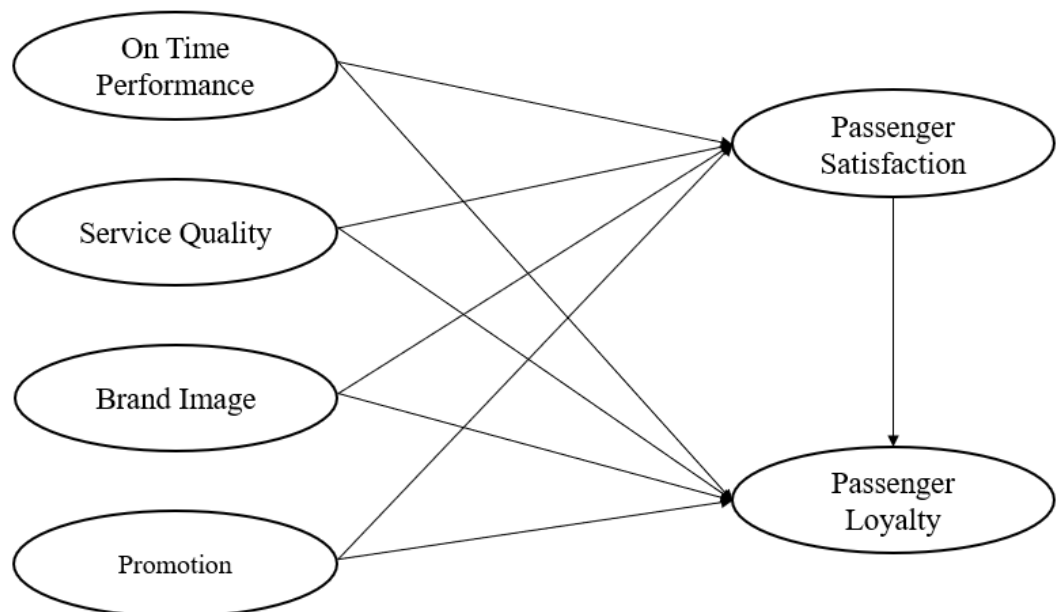 On Time
Performance
Service Quality
Brand Image
Promotion
Passenger
Satisfaction
Passenger
Loyalty